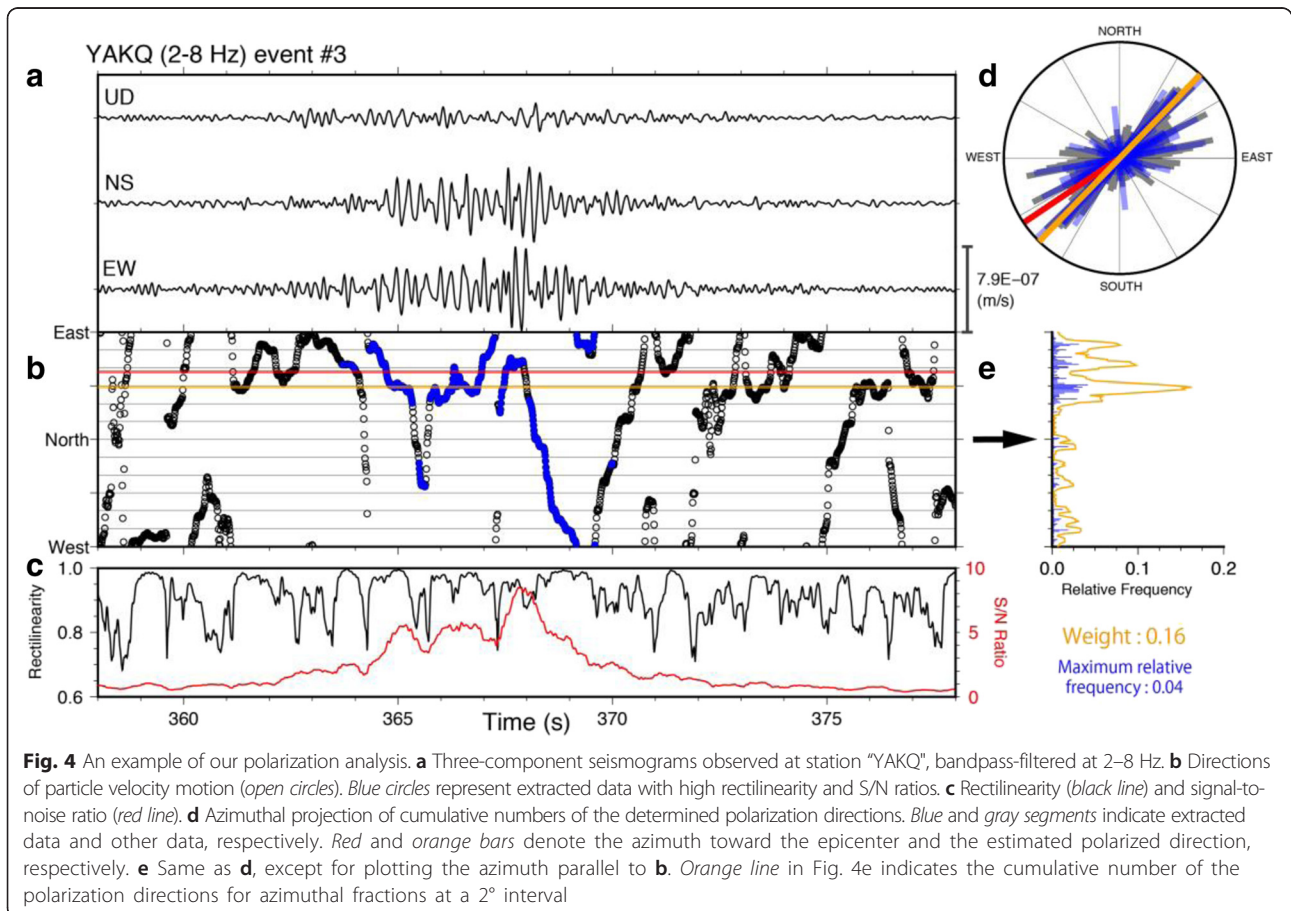 YAKQ (2-8 Hz) event #3
a
UD
NS
EW
7.9E−07
(m/s)
d
NORTH
WEST
EAST
SOUTH
b
East
North
West
e
0.0 0.1 0.2
Relative Frequency
Weight : 0.16
Maximum relative
frequency : 0.04
c
Rectilinearity
1.0
0.8
0.6
10
5
0
S/N Ratio
360 365 370 375
Time (s)
Fig. 4 An example of our polarization analysis. a Three-component seismograms observed at station "YAKQ", bandpass-filtered at 2–8 Hz. b Directions
of particle velocity motion (open circles). Blue circles represent extracted data with high rectilinearity and S/N ratios. c Rectilinearity (black line) and signal-to-
noise ratio (red line). d Azimuthal projection of cumulative numbers of the determined polarization directions. Blue and gray segments indicate extracted
data and other data, respectively. Red and orange bars denote the azimuth toward the epicenter and the estimated polarized direction,
respectively. e Same as d, except for plotting the azimuth parallel to b. Orange line in Fig. 4e indicates the cumulative number of the
polarization directions for azimuthal fractions at a 2° interval